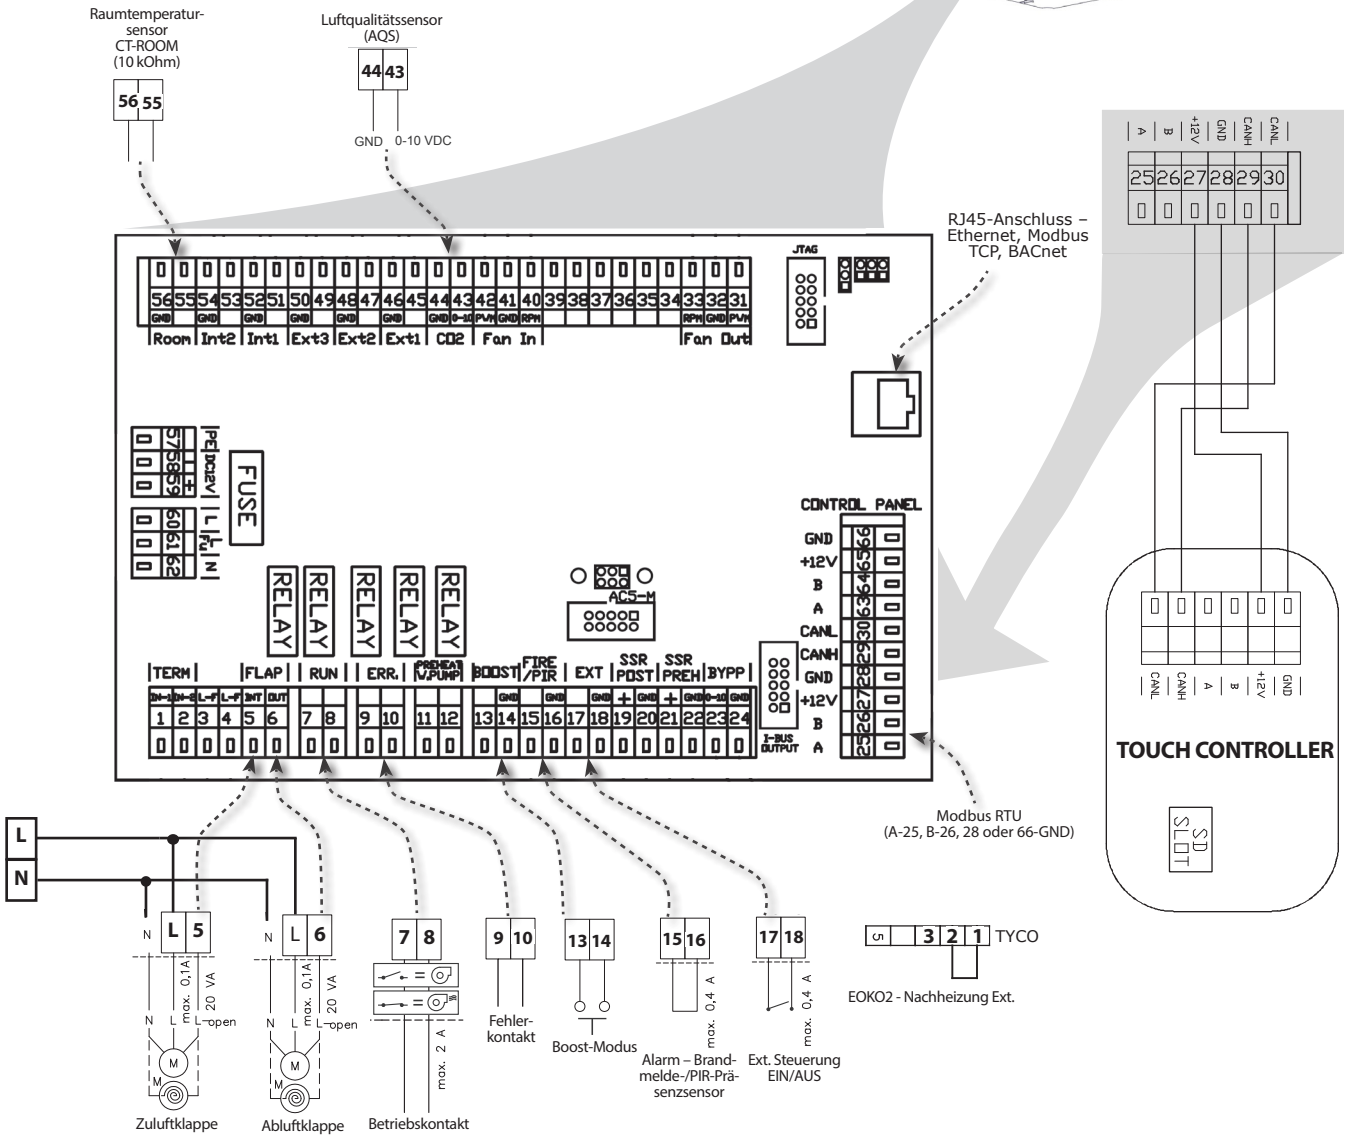 Raumtemperatur-
sensor
CT-ROOM
(10 kOhm)
56 55
Luftqualitätssensor
(AQS)
44 43
GND 0-10 VDC
A B +12V GND CANH CANL
25 26 27 28 29 30
RJ45-Anschluss –
Ethernet, Modbus
TCP, BACnet
JTAG
56 55 54 53 52 51 50 49 48 47 46 45 44 43 42 41 40 39 38 37 36 35 34 33 32 31
GND GND GND GND GND GND GND 0-10 PWM GND RPM RPM GND PWM
Room Int2 Int1 Ext3 Ext2 Ext1 CO2 Fan In Fan Out
57 58 59
PE DC12V
- +
FUSE
60 61 62
L L-Fu N
RELAY
RELAY
RELAY
RELAY
RELAY
AC5-M
CONTROL PANEL
GND 66
+12V 65
B 64
A 63
CANL 30
CANH 29
GND 28
+12V 27
B 26
A 25
I-BUS
OUTPUT
TERM FLAP RUN ERR. PREHEAT
W.PUMP BOOST FIRE
/PIR EXT SSR
POST SSR
PREH BYPP
IN-1 IN-2 L-F L-F INT OUT GND GND GND + GND + GND 0-10 GND
1 2 3 4 5 6 7 8 9 10 11 12 13 14 15 16 17 18 19 20 21 22 23 24
CANL CANH A B +12V GND
TOUCH CONTROLLER
SD
SLOT
Modbus RTU
(A-25, B-26, 28 oder 66-GND)
L
N
N L 5
max. 0,1A
20 VA
N L L-open
M
M
Zuluftklappe
N L 6
max. 0,1A
20 VA
N L L-open
M
M
Abluftklappe
7 8
=
=
max. 2 A
Betriebskontakt
9 10
Fehler-
kontakt
13 14
Boost-Modus
15 16
max. 0,4 A
Alarm – Brand-
melde-/PIR-Prä-
senzsensor
17 18
max. 0,4 A
Ext. Steuerung
EIN/AUS
5 3 2 1 TYCO
EOKO2 - Nachheizung Ext.